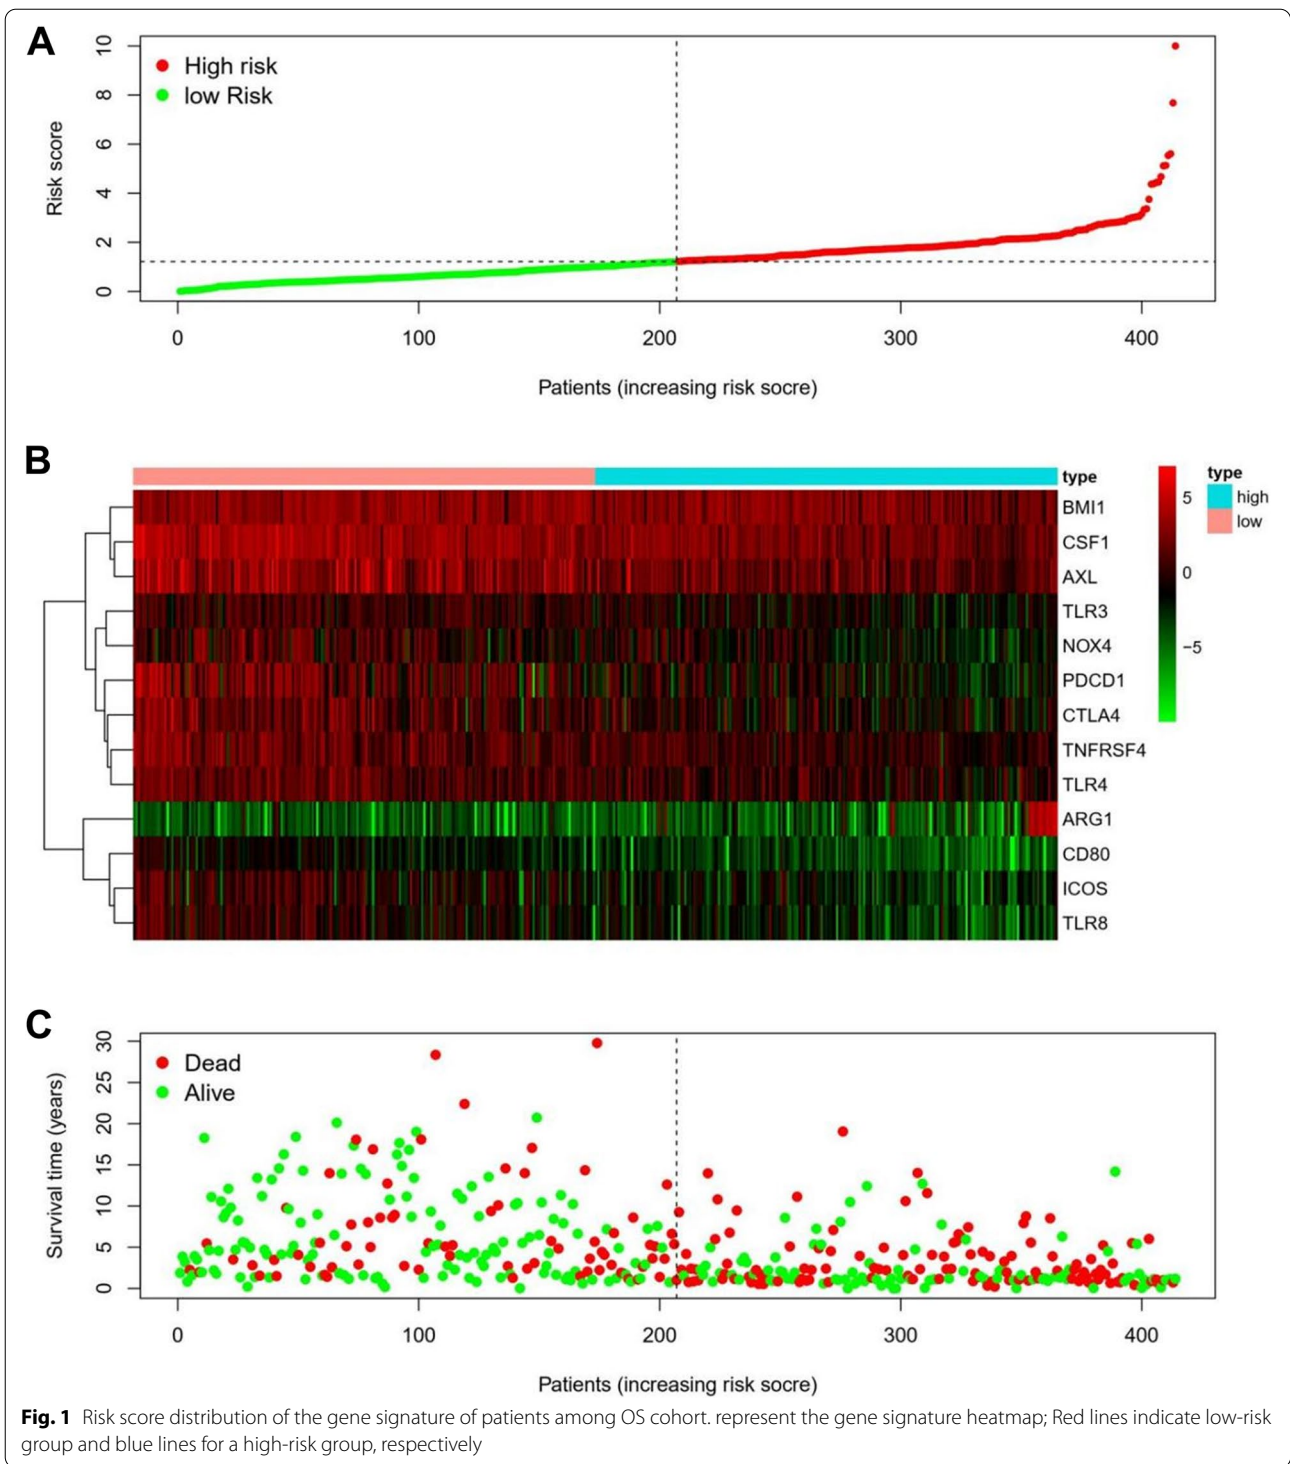 A
10
8
6
4
2
0
Risk score
High risk
low Risk
0 100 200 300 400
Patients (increasing risk socre)
B
type
BMI1
CSF1
AXL
TLR3
NOX4
PDCD1
CTLA4
TNFRSF4
TLR4
ARG1
CD80
ICOS
TLR8
5
0
−5
type
high
low
C
30
25
20
15
10
5
0
Survival time (years)
Dead
Alive
0 100 200 300 400
Patients (increasing risk socre)
Fig. 1 Risk score distribution of the gene signature of patients among OS cohort. represent the gene signature heatmap; Red lines indicate low-risk
group and blue lines for a high-risk group, respectively